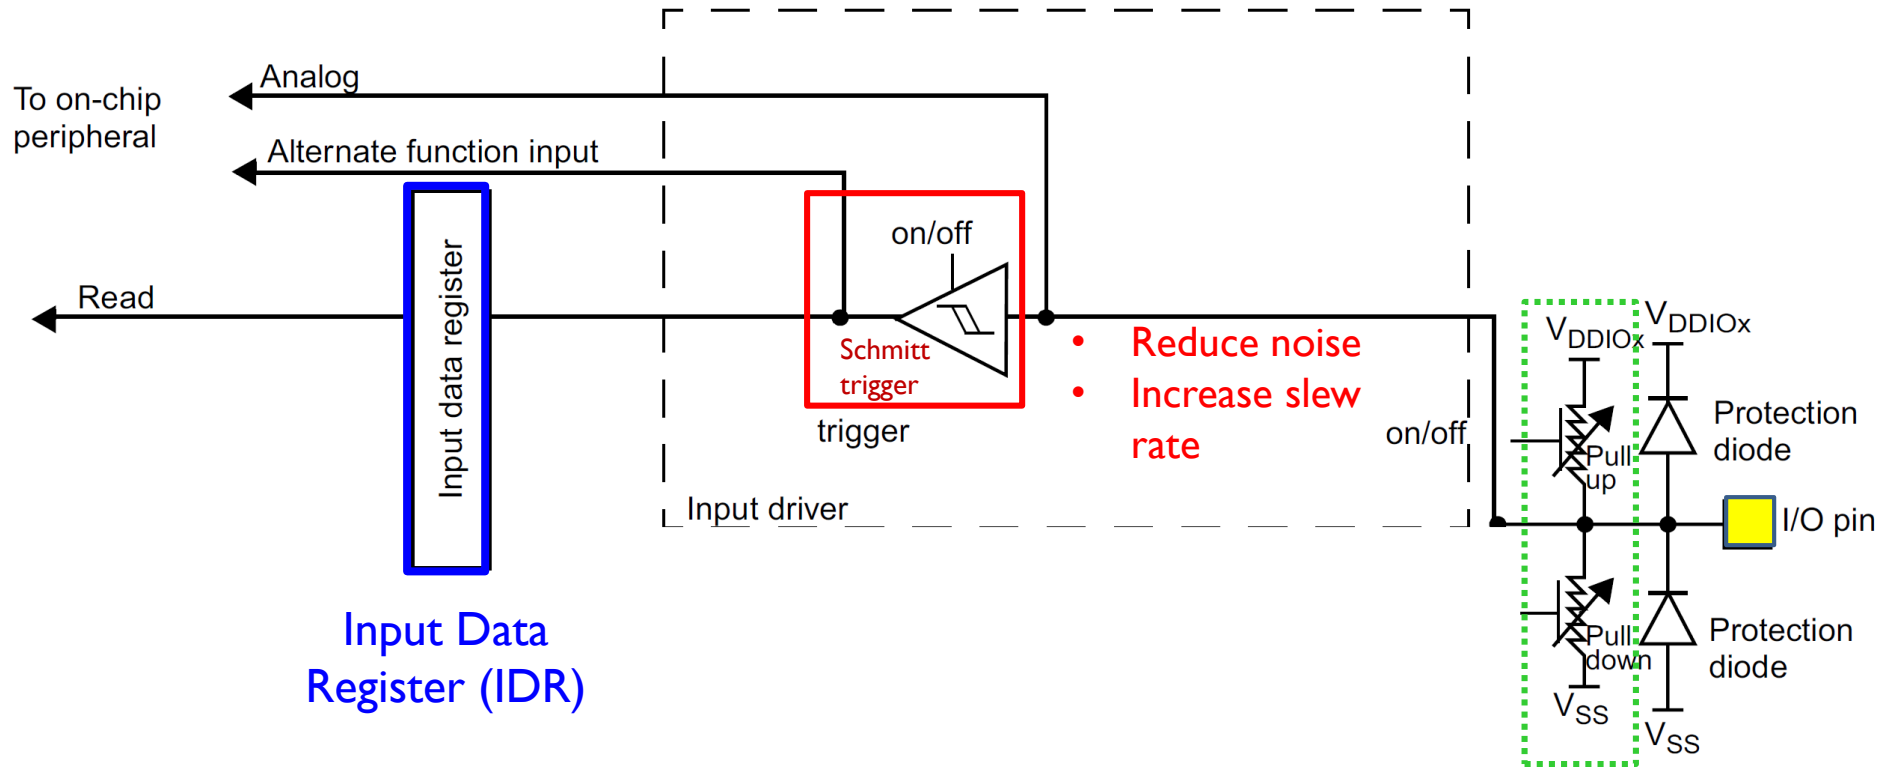 Analog
To on-chip
peripheral
Alternate function input
on/off
Input data register
Read
Schmitt
trigger
trigger
• Reduce noise
• Increase slew
rate
on/off
Input driver
VDDIOx
VDDIOx
Pull
up
Protection
diode
I/O pin
Pull
down
Protection
diode
VSS
VSS
Input Data
Register (IDR)